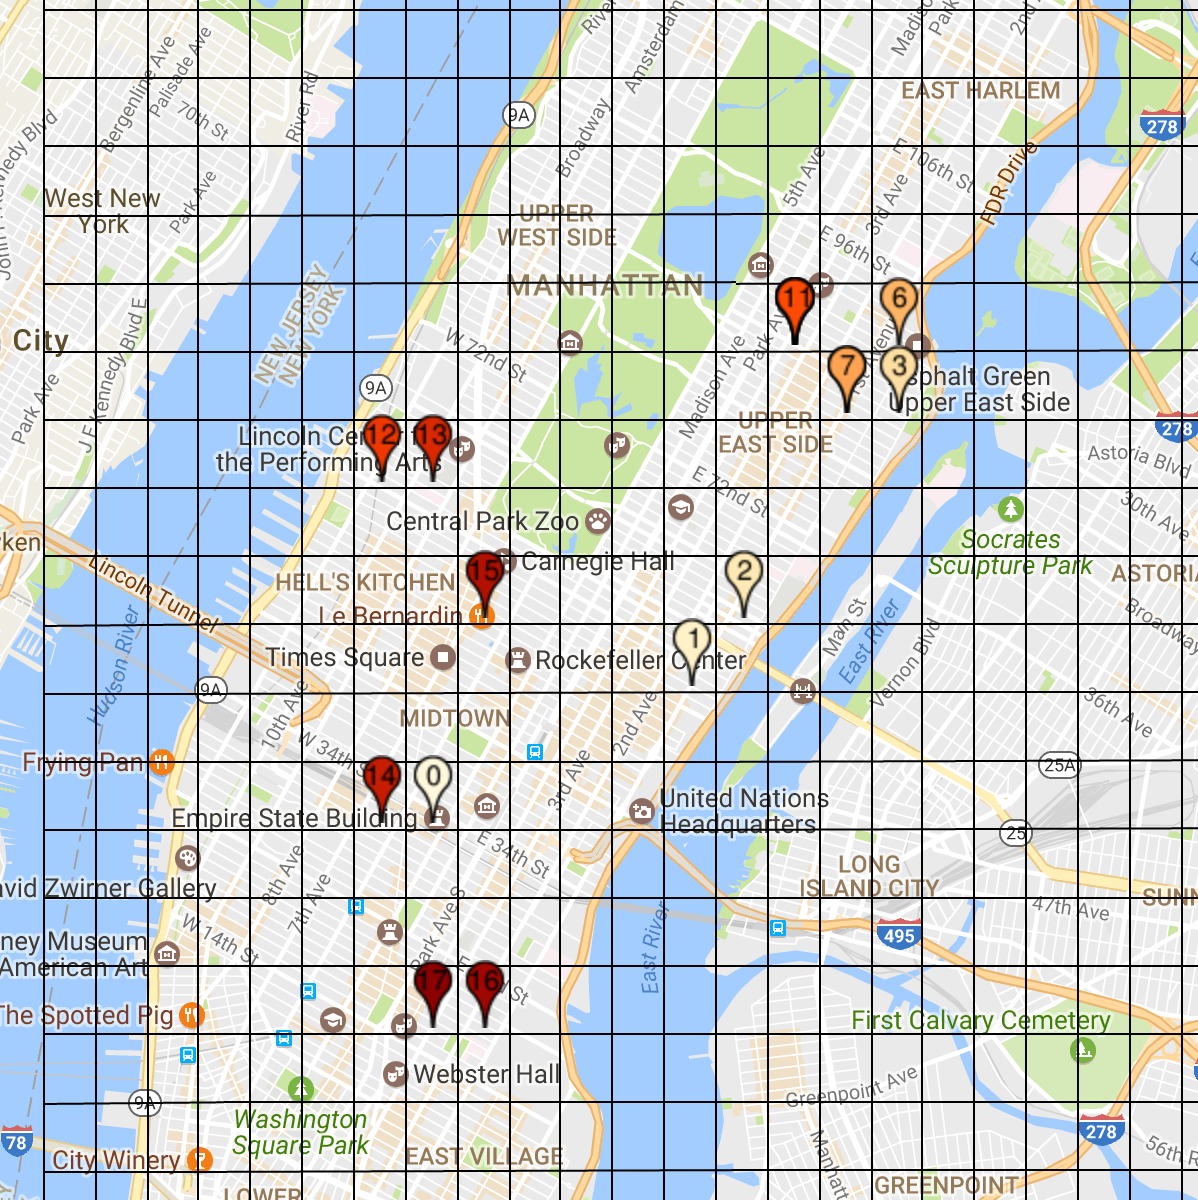 Bergenline Ave
Palisade Ave
70th St
River Rd
9A
Broadway
Amsterdam
River
Madiso
Park
2nd
EAST HARLEM
278
Kennedy Blvd
West New
York
Park Ave
UPPER
WEST SIDE
5th Ave
3rd Ave
E 106th St
FDR Drive
E 96th St
MANHATTAN
NEW JERSEY
NEW YORK
City
J F Kennedy Blvd E
Park Ave
W 72nd St
9A
11
6
7
3
Park Av
Madison Ave
1st Avenu
sphalt Green
Upper East Side
UPPER
EAST SIDE
278
Astoria Blvd
Lincoln Ce
the Performing Arts
12
13
E 72nd St
30th Ave
Central Park Zoo
Socrates
Sculpture Park
ASTORIA
ken
Lincoln Tunnel
HELL'S KITCHEN
Carnegie Hall
15
2
Le Bernardin
Broadway
Hudson River
Times Square
Rockefeller Center
1
Main St
East River
Vernon Blvd
9A
10th Ave
MIDTOWN
2nd Ave
36th Ave
W 34th S
Frying Pan
14
0
3rd Ave
25A
Empire State Building
United Nations
Headquarters
E 34th St
25
LONG
ISLAND CITY
vid Zwirner Gallery
8th Ave
7th Ave
Park Ave S
47th Ave
SUNN
W 14th St
ney Museum
American Art
East River
495
17
16
St
The Spotted Pig
First Calvary Cemetery
Webster Hall
Greenpoint Ave
9A
Washington
Square Park
78
278
City Winery
EAST VILLAGE
Manhatt
56th R
LOWER
GREENPOINT